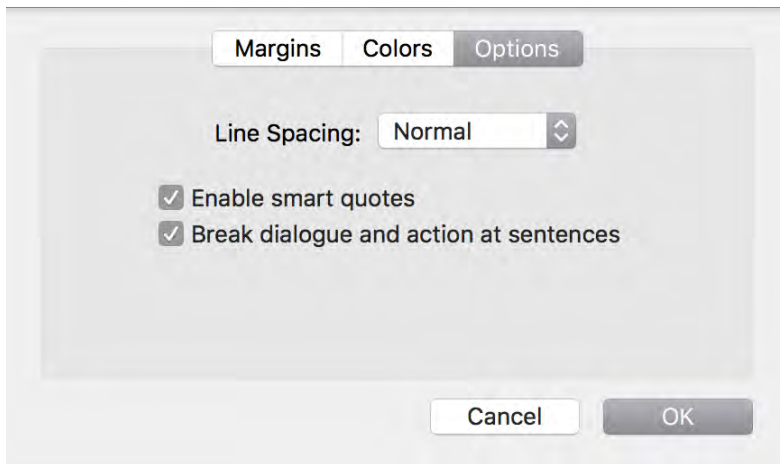 Margins Colors Options
Line Spacing: Normal
Enable smart quotes
Break dialogue and action at sentences
Cancel OK